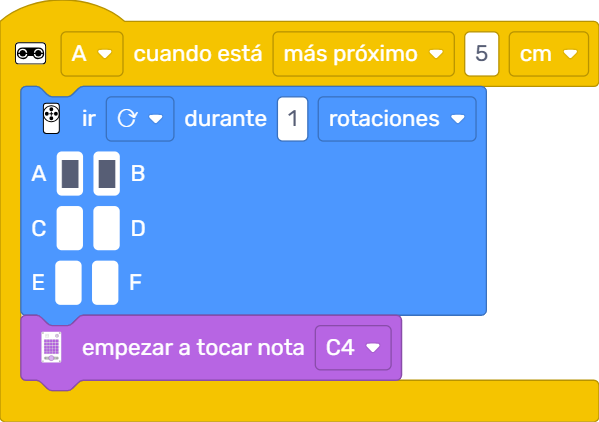 A cuando está más próximo 5 cm
ir durante 1 rotaciones
A B
C D
E F
empezar a tocar nota C4